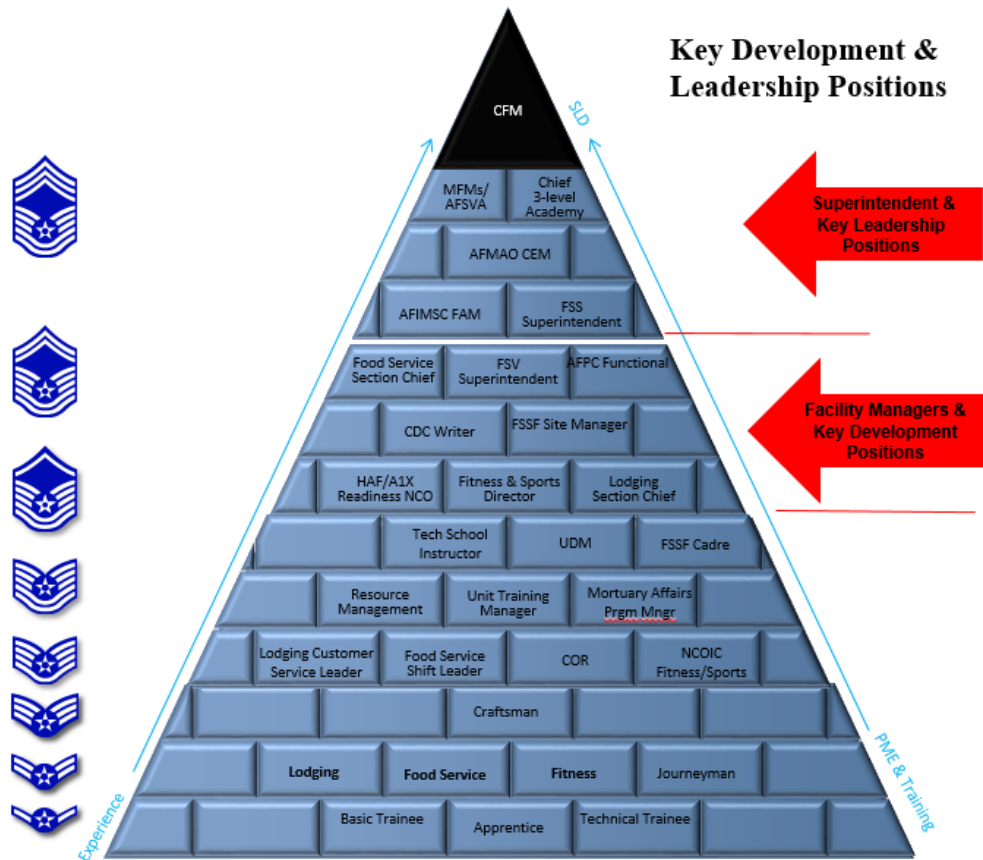 Key Development &
Leadership Positions
CFM
SLD
MFMs/
AFSVA
Chief
3-level
Academy
Superintendent &
Key Leadership
Positions
AFMAO CEM
AFIMSC FAM
FSS
Superintendent
Food Service
Section Chief
FSV
Superintendent
AFPC Functional
Facility Managers &
Key Development
Positions
CDC Writer
FSSF Site Manager
HAF/A1X
Readiness NCO
Fitness & Sports
Director
Lodging
Section Chief
Tech School
Instructor
UDM
FSSF Cadre
Resource
Management
Unit Training
Manager
Mortuary Affairs
Prgm Mngr
Lodging Customer
Service Leader
Food Service
Shift Leader
COR
NCOIC
Fitness/Sports
Craftsman
Lodging
Food Service
Fitness
Journeyman
Basic Trainee
Apprentice
Technical Trainee
Experience
PME & Training